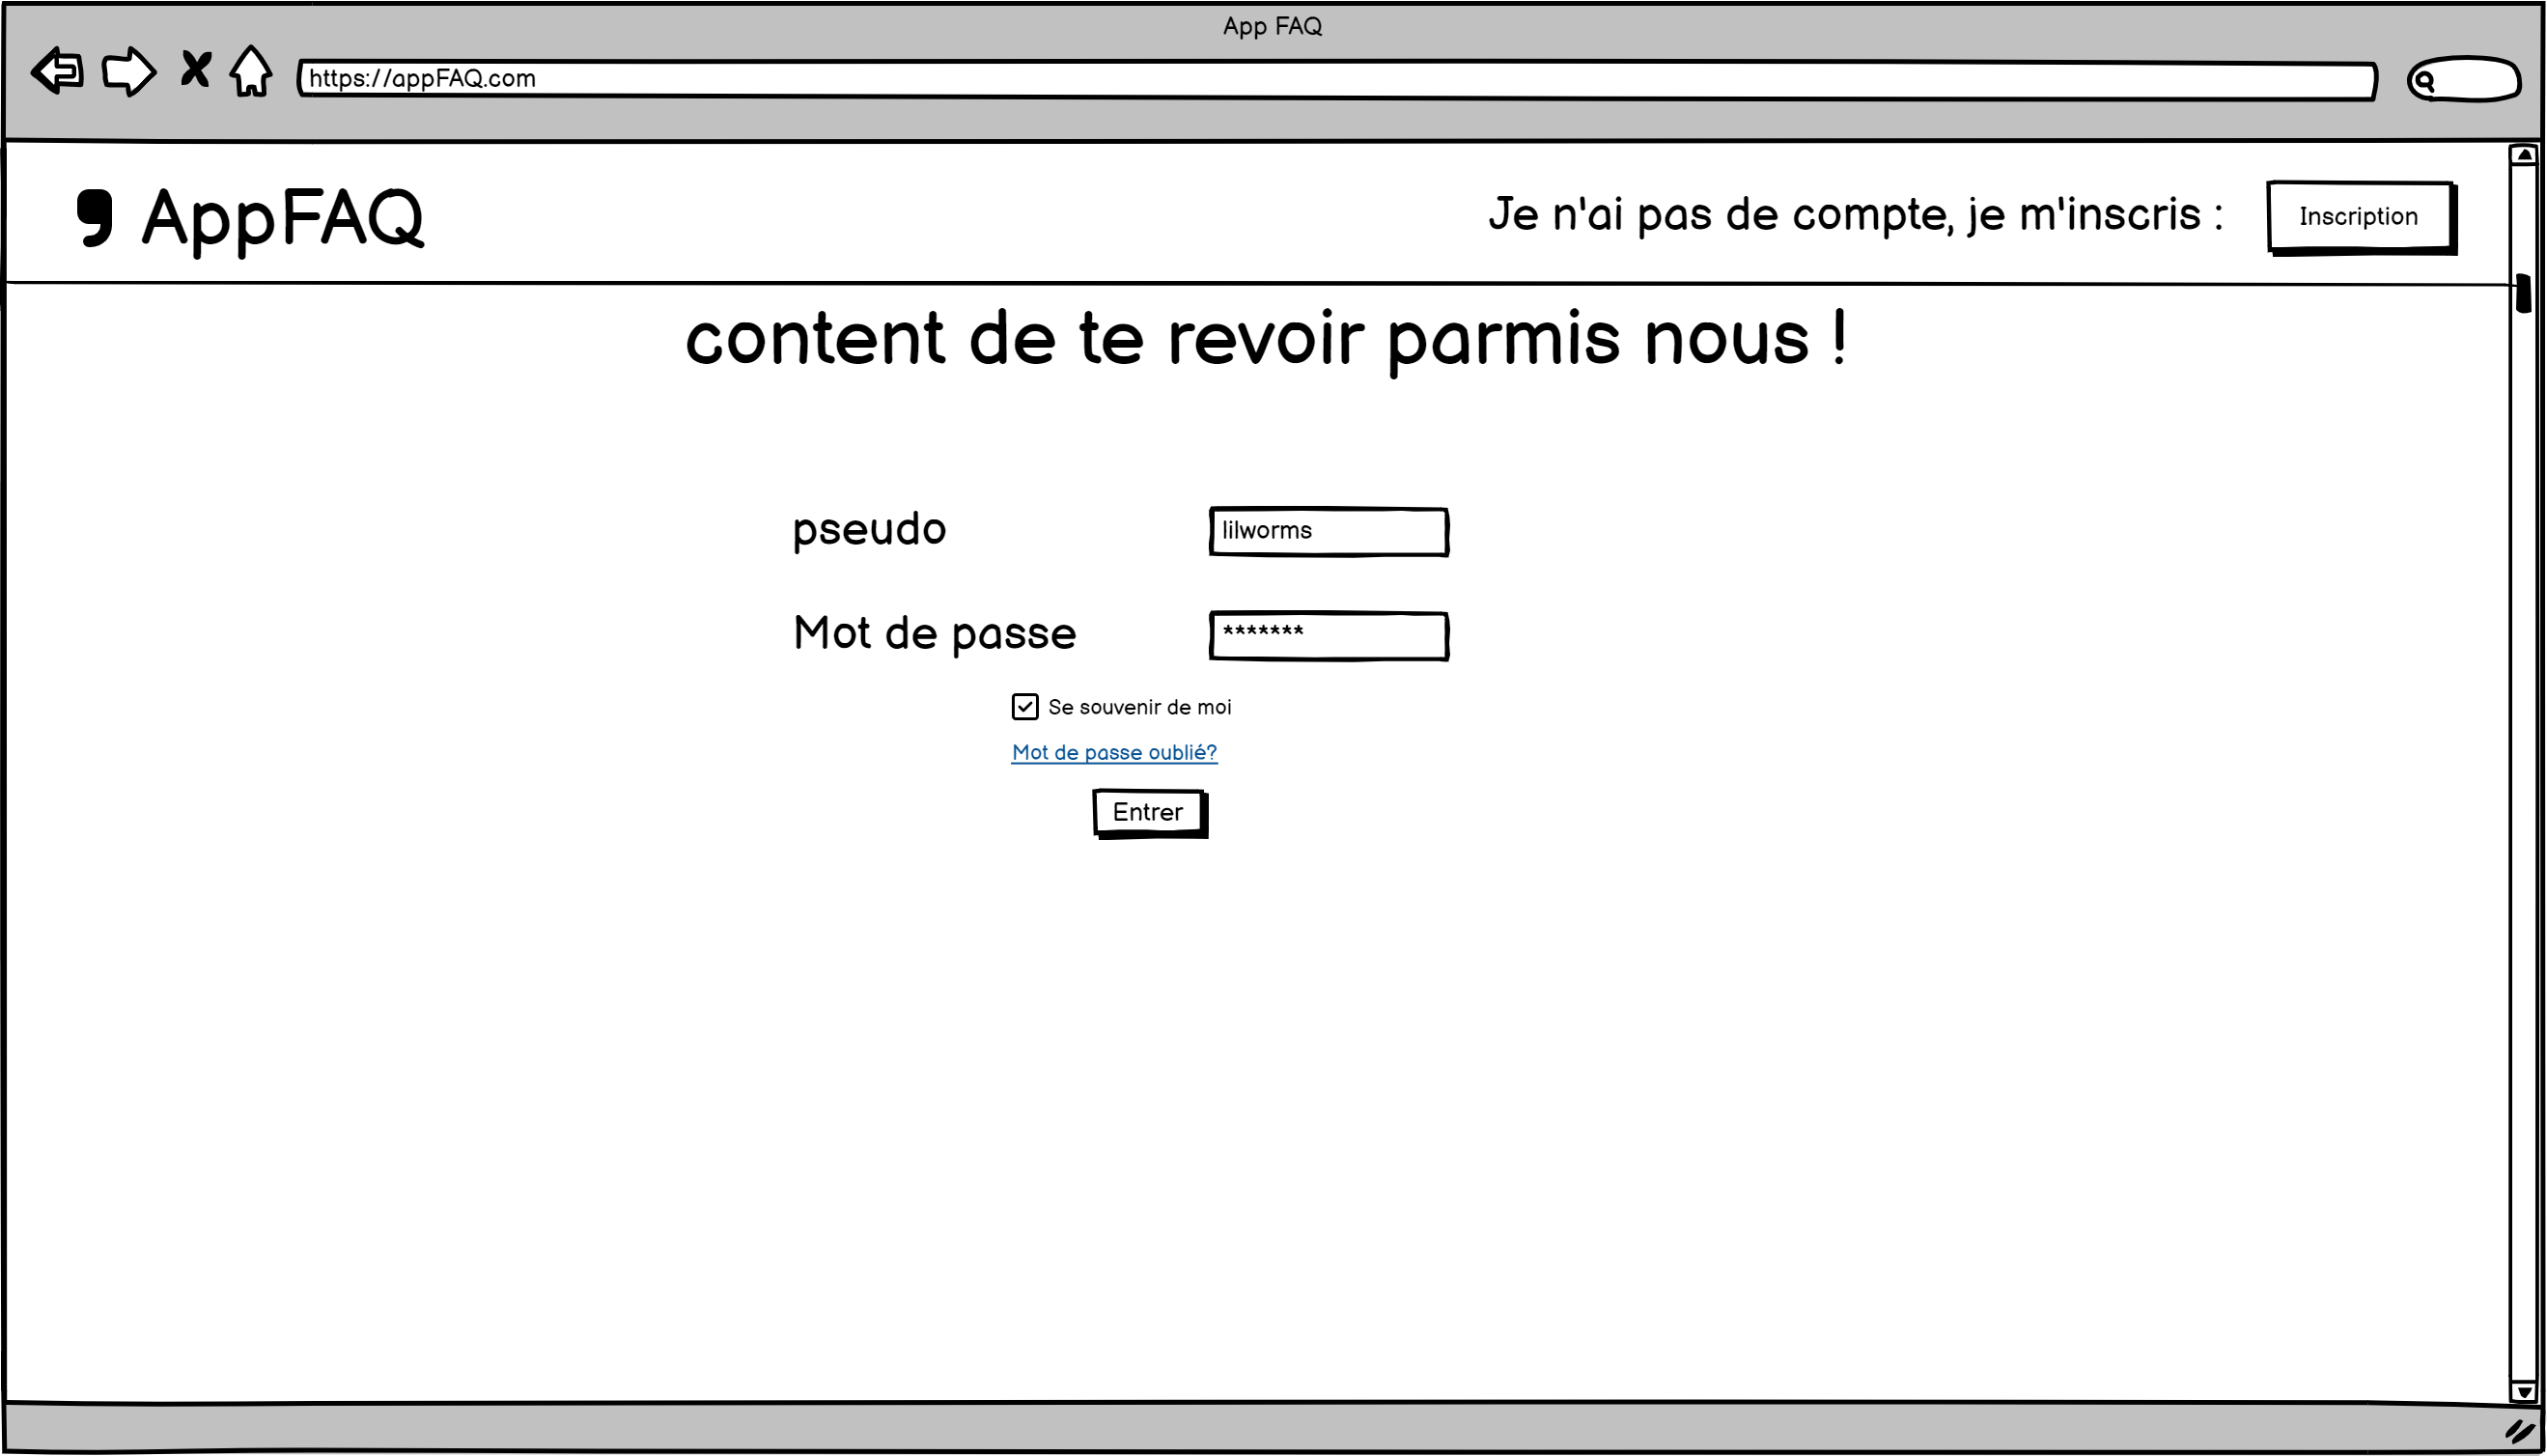 App FAQ
https://appFAQ.com
AppFAQ
Je n'ai pas de compte, je m'inscris :
Inscription
content de te revoir parmis nous !
pseudo
lilworms
Mot de passe
*******
Se souvenir de moi
Mot de passe oublié?
Entrer